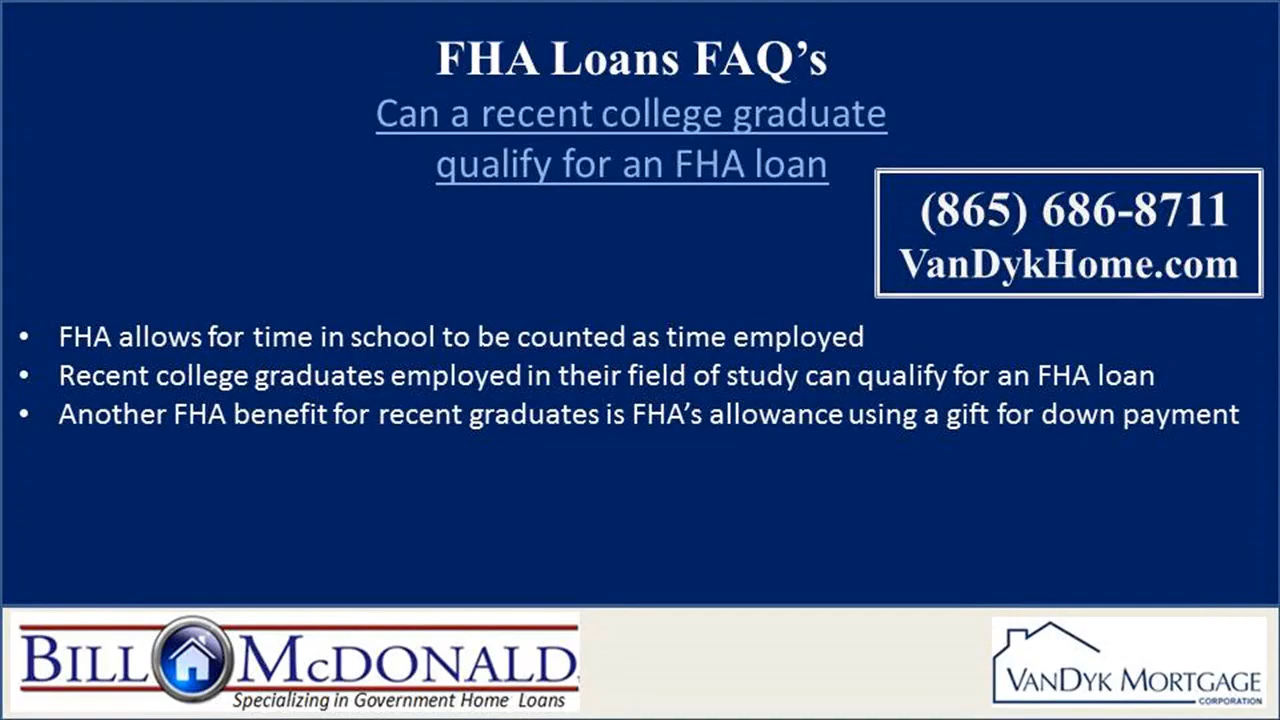 FHA Loans FAQ’s
Can a recent college graduate
qualify for an FHA loan
(865) 686-8711
VanDykHome.com
• FHA allows for time in school to be counted as time employed
• Recent college graduates employed in their field of study can qualify for an FHA loan
• Another FHA benefit for recent graduates is FHA’s allowance using a gift for down payment
BILL MCDONALD
Specializing in Government Home Loans
VANDYK MORTGAGE
CORPORATION